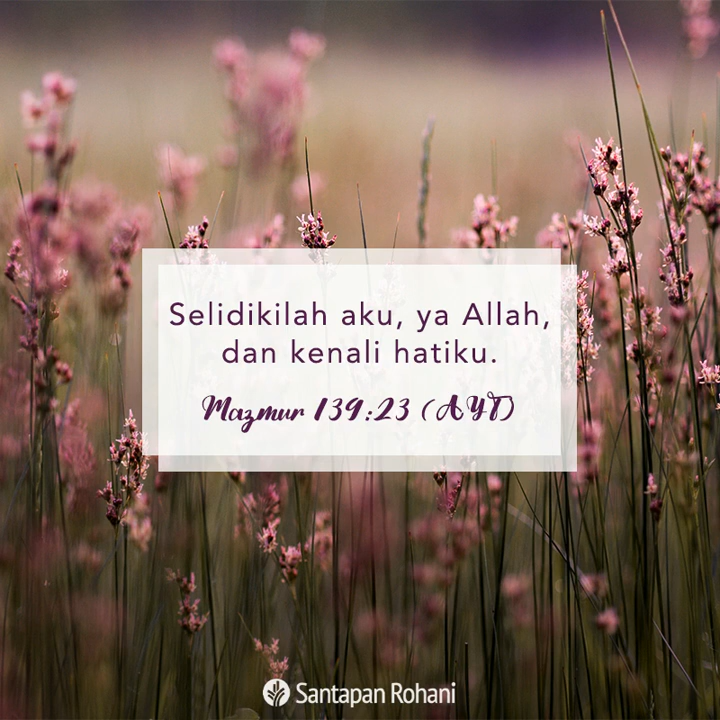 Selidikilah aku, ya Allah,
dan kenali hatiku.
Mazmur 139:23 (AYT)
Santapan Rohani